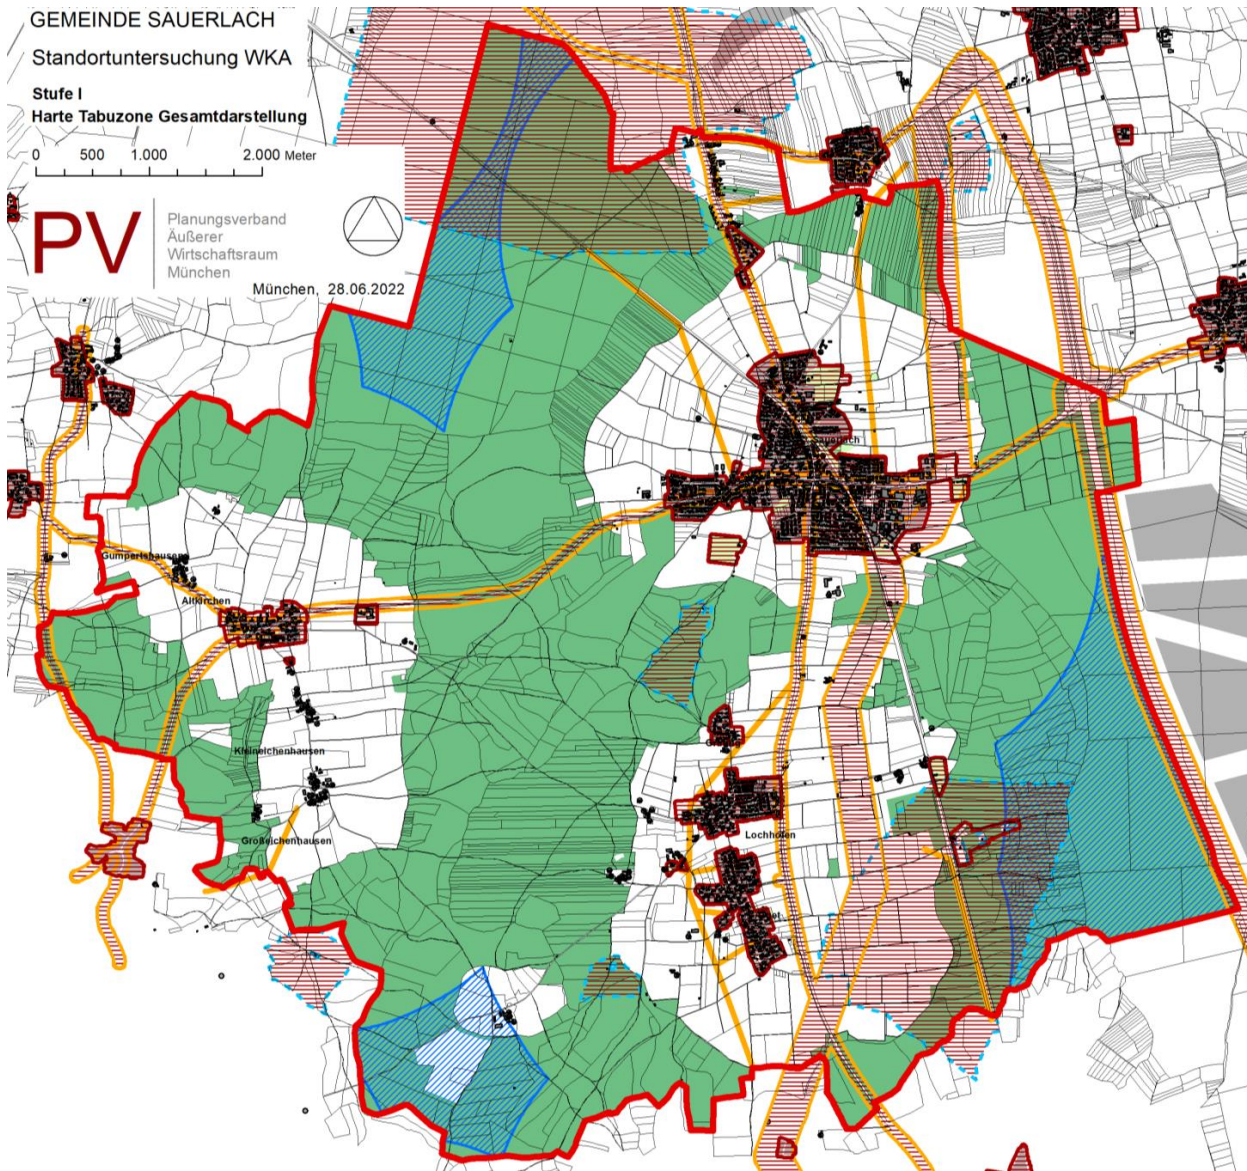 GEMEINDE SAUERLACH
Standortuntersuchung WKA
Stufe I
Harte Tabuzone Gesamtdarstellung
0 500 1.000 2.000 Meter
PV
Planungsverband
Äußerer
Wirtschaftsraum
München
München, 28.06.2022
Gumpertshausen
Altkirchen
Kleineichenhausen
Großeichenhausen
Lochhofen